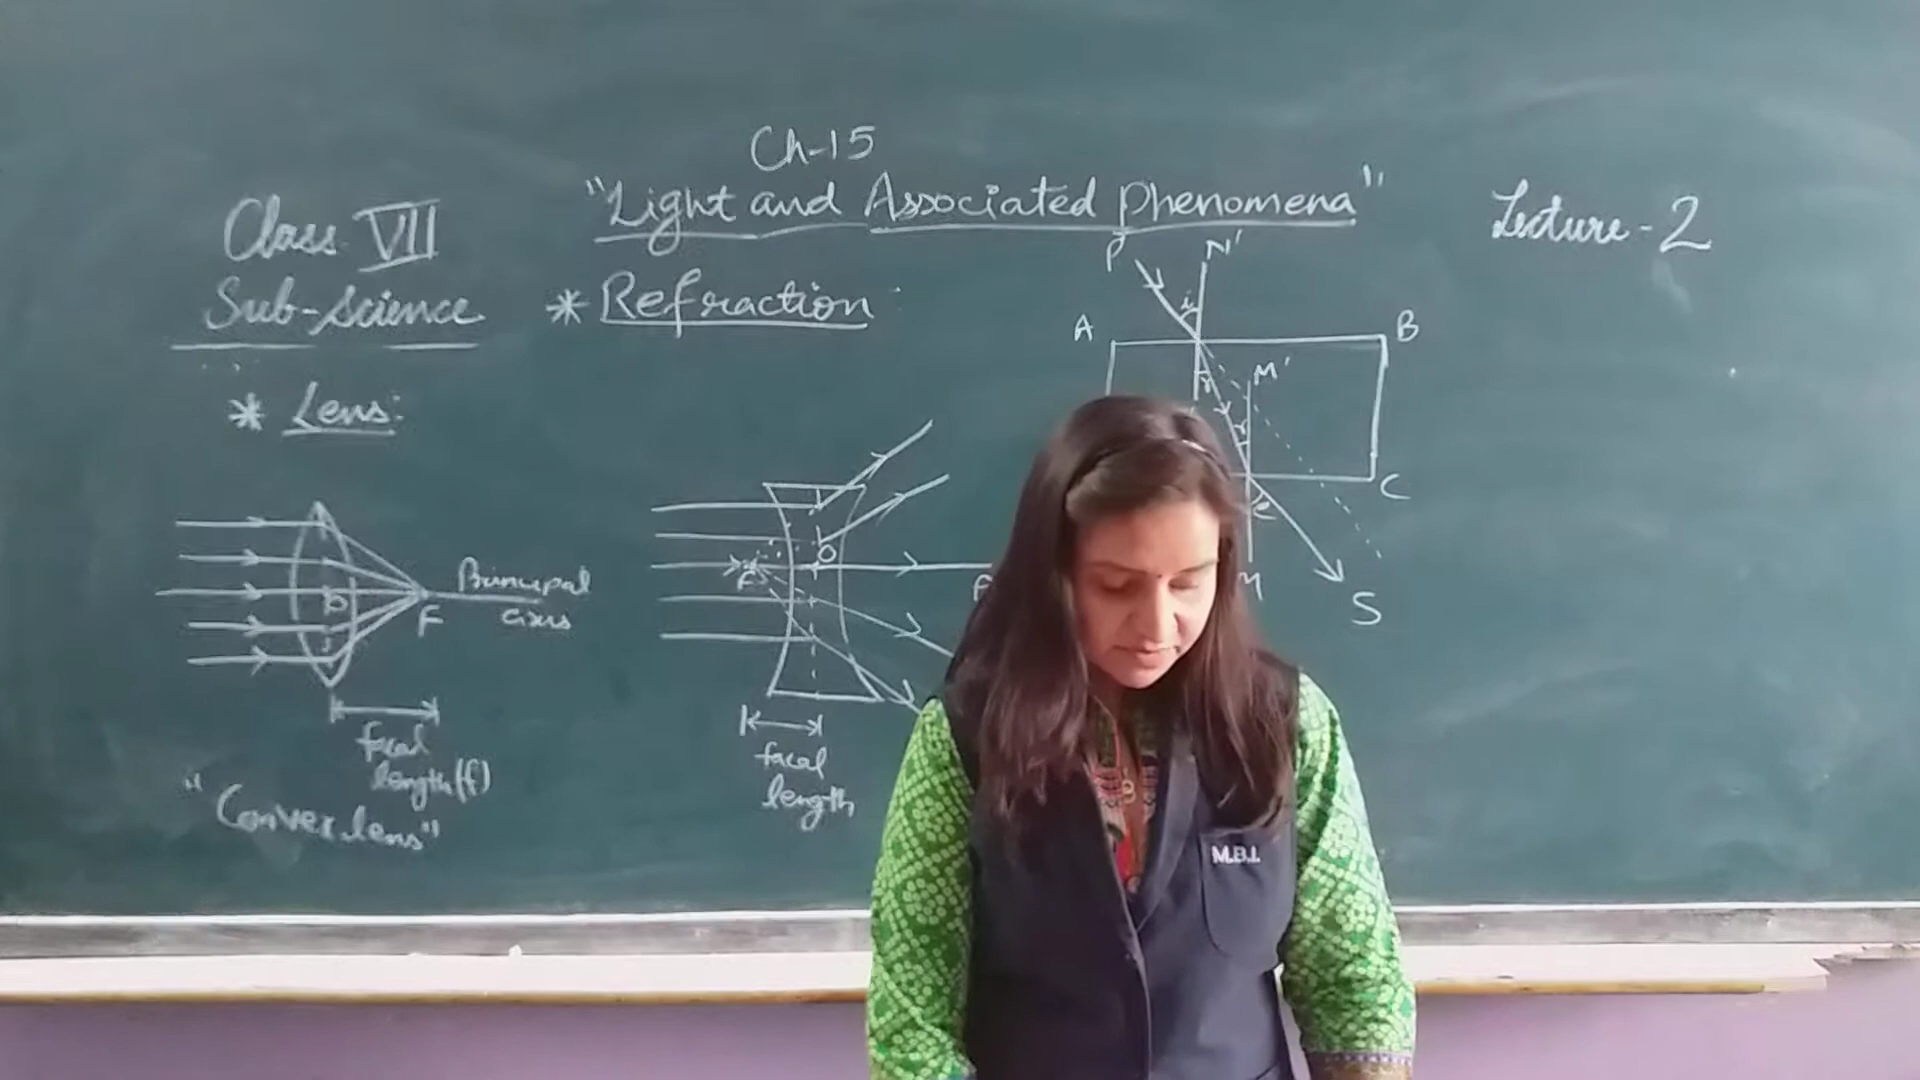 Ch-15
"Light and Associated Phenomena"
Class VII
Sub-Science
Lecture-2
* Refraction
* Lens:
P
N'
i
A
B
r
M'
r
C
e
M
S
F
Principal
axis
focal
length (f)
"Convex lens"
O
F
focal
length
M.B.I.